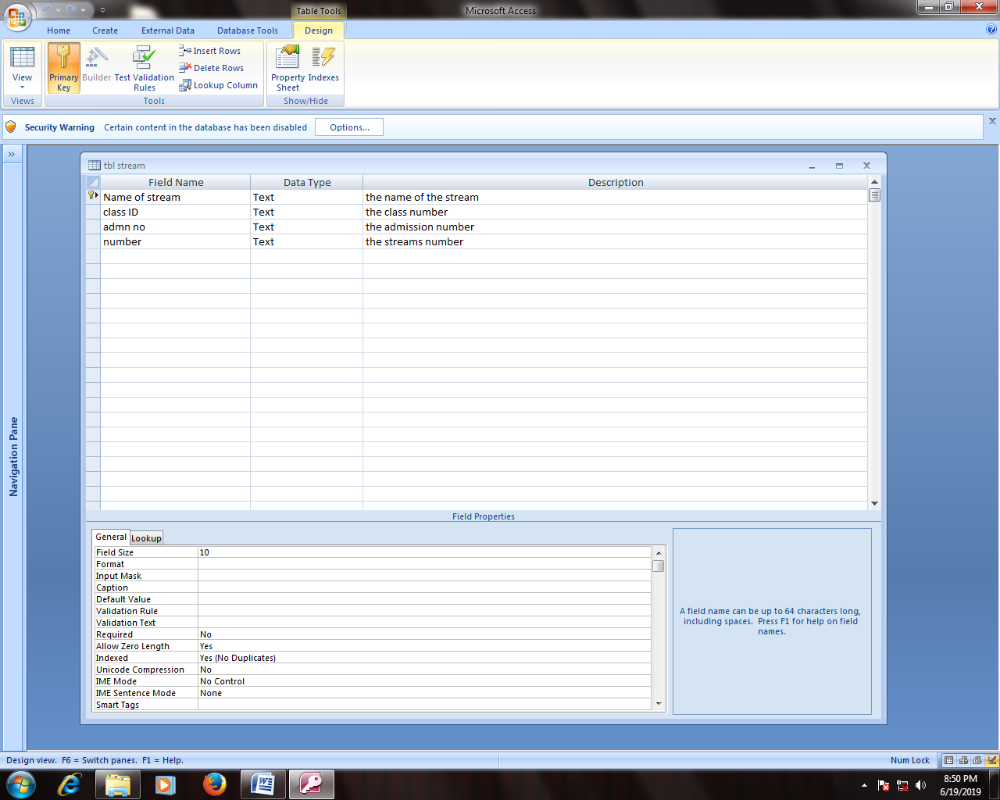 Table Tools
Microsoft Access
Home Create External Data Database Tools Design
View
Primary Key
Builder
Test Validation Rules
Insert Rows
Delete Rows
Lookup Column
Property Sheet
Indexes
Views Tools Show/Hide
Security Warning Certain content in the database has been disabled Options...
Navigation Pane
tbl stream
Field Name Data Type Description
Name of stream Text the name of the stream
class ID Text the class number
admn no Text the admission number
number Text the streams number
Field Properties
General Lookup
Field Size 10
Format
Input Mask
Caption
Default Value
Validation Rule
Validation Text
Required No
Allow Zero Length Yes
Indexed Yes (No Duplicates)
Unicode Compression No
IME Mode No Control
IME Sentence Mode None
Smart Tags
A field name can be up to 64 characters long,
including spaces. Press F1 for help on field
names.
Design view. F6 = Switch panes. F1 = Help. Num Lock
8:50 PM
6/19/2019